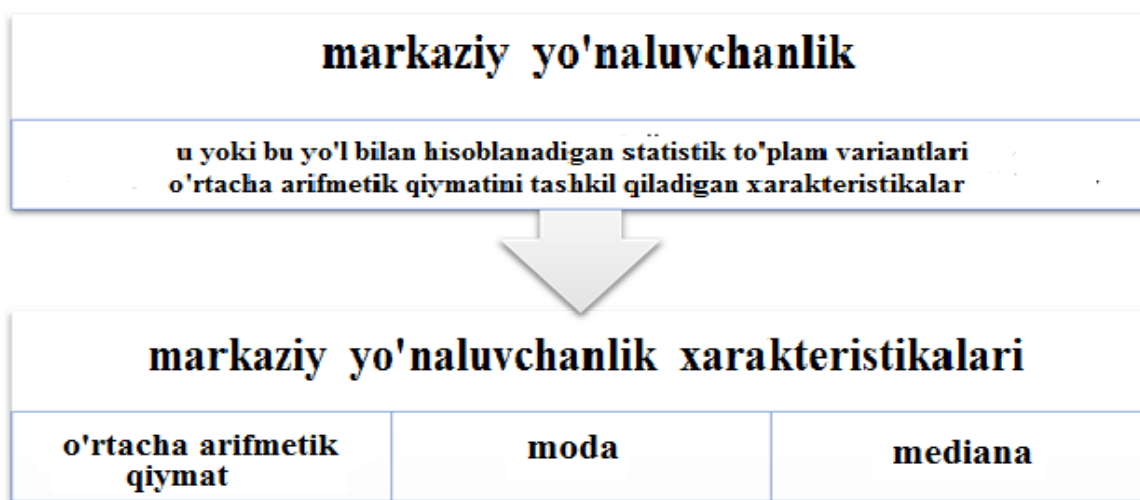 markaziy yo'naluvchanlik
u yoki bu yo'l bilan hisoblanadigan statistik to'plam variantlari
o'rtacha arifmetik qiymatini tashkil qiladigan xarakteristikalar
markaziy yo'naluvchanlik xarakteristikalari
o'rtacha arifmetik
qiymat
moda
mediana